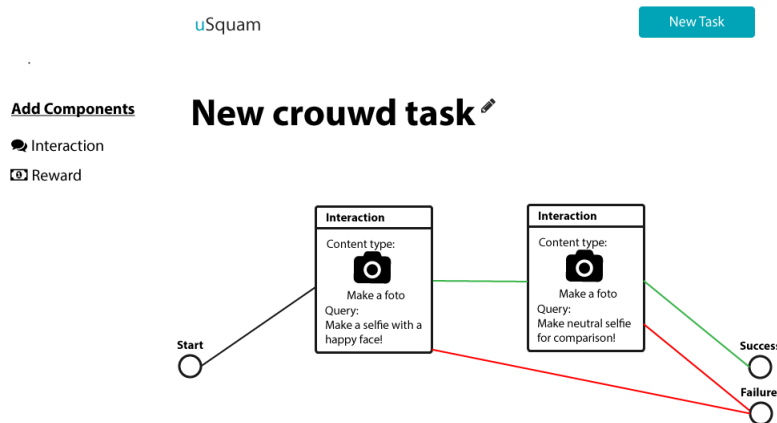 uSquam
New Task
Add Components
Interaction
Reward
New crouwd task
Interaction
Content type:
Make a foto
Query:
Make a selfie with a
happy face!
Interaction
Content type:
Make a foto
Query:
Make neutral selfie
for comparison!
Start
Success
Failure